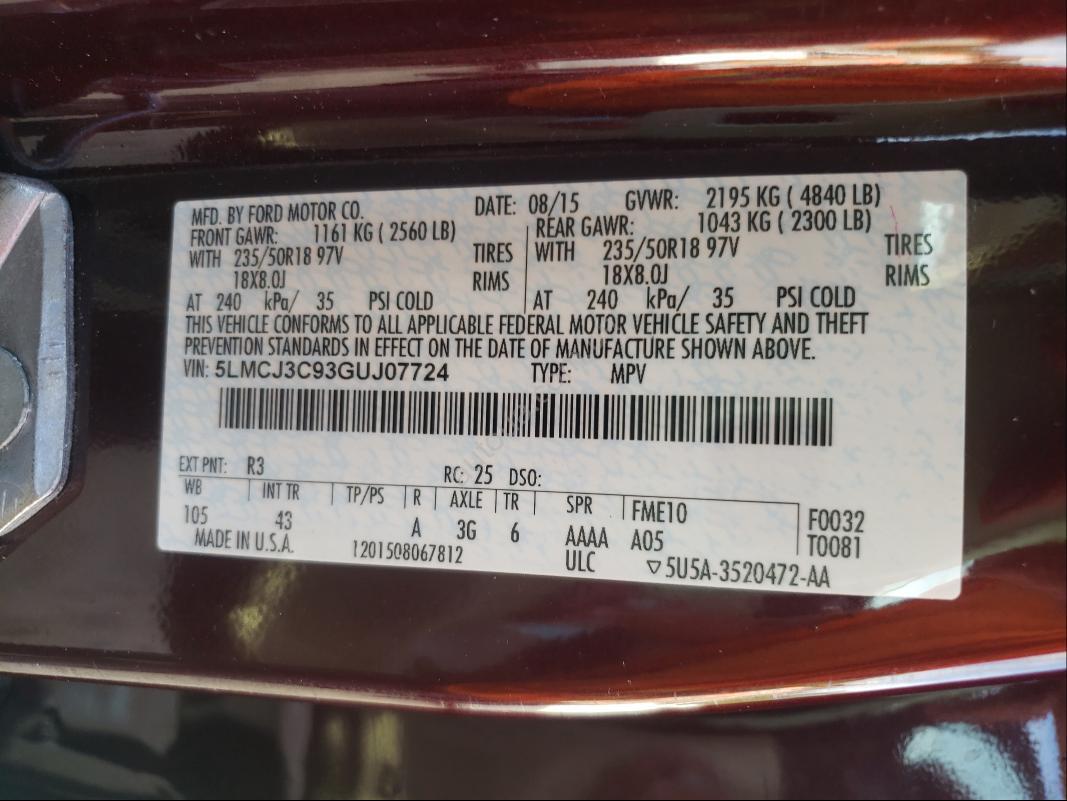 MFD. BY FORD MOTOR CO. DATE: 08/15 GVWR: 2195 KG ( 4840 LB)
FRONT GAWR: 1161 KG ( 2560 LB) REAR GAWR: 1043 KG ( 2300 LB)
WITH 235/50R18 97V TIRES WITH 235/50R18 97V TIRES
18X8.0J RIMS 18X8.0J RIMS
AT 240 kPa/ 35 PSI COLD AT 240 kPa/ 35 PSI COLD
THIS VEHICLE CONFORMS TO ALL APPLICABLE FEDERAL MOTOR VEHICLE SAFETY AND THEFT
PREVENTION STANDARDS IN EFFECT ON THE DATE OF MANUFACTURE SHOWN ABOVE.
VIN: 5LMCJ3C93GUJ07724 TYPE: MPV
EXT PNT: R3 RC: 25 DSO:
WB INT TR TP/PS R AXLE TR SPR FME10 F0032
105 43 A 3G 6 AAAA A05 T0081
MADE IN U.S.A. 1201508067812 ULC ▽5U5A-3520472-AA